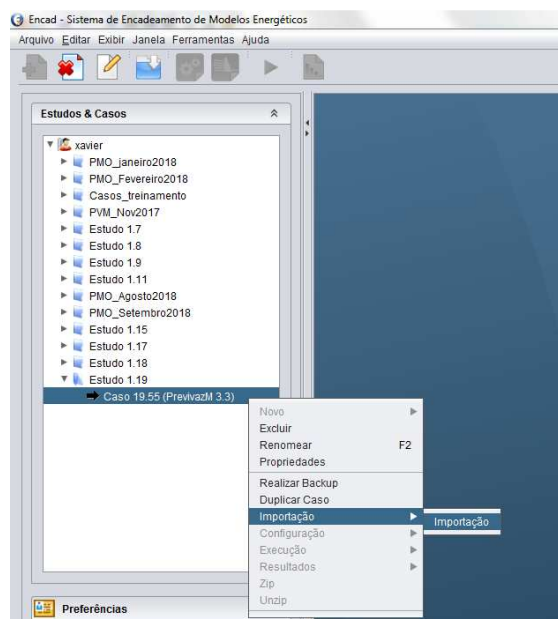 Encad - Sistema de Encadeamento de Modelos Energéticos
Arquivo Editar Exibir Janela Ferramentas Ajuda
Estudos & Casos
xavier
PMO_janeiro2018
PMO_Fevereiro2018
Casos_treinamento
PVM_Nov2017
Estudo 1.7
Estudo 1.8
Estudo 1.9
Estudo 1.11
PMO_Agosto2018
PMO_Setembro2018
Estudo 1.15
Estudo 1.17
Estudo 1.18
Estudo 1.19
Caso 19.55 (PrevivazM 3.3)
Novo
Excluir
Renomear F2
Propriedades
Realizar Backup
Duplicar Caso
Importação Importação
Configuração
Execução
Resultados
Zip
Unzip
Preferências